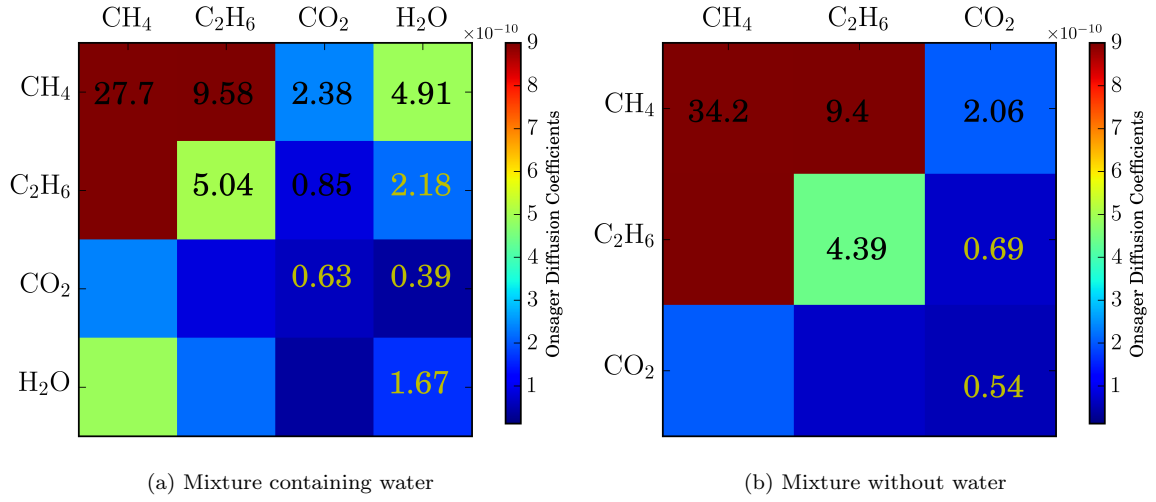 CH₄ C₂H₆ CO₂ H₂O
×10⁻¹⁰
CH₄ 27.7 9.58 2.38 4.91
C₂H₆ 5.04 0.85 2.18
CO₂ 0.63 0.39
H₂O 1.67
9
8
7
6
5
4
3
2
1
Onsager Diffusion Coefficients
(a) Mixture containing water
CH₄ C₂H₆ CO₂
×10⁻¹⁰
CH₄ 34.2 9.4 2.06
C₂H₆ 4.39 0.69
CO₂ 0.54
9
8
7
6
5
4
3
2
1
Onsager Diffusion Coefficients
(b) Mixture without water